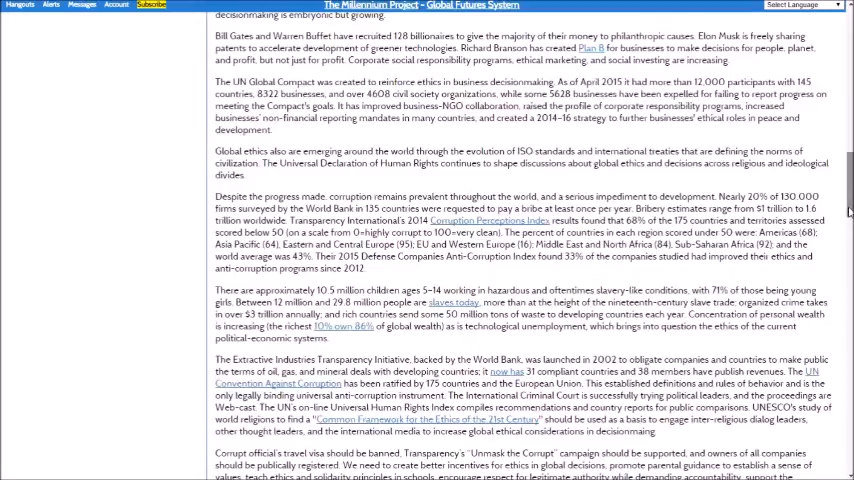 Hangouts Alerts Messages Account Subscribe
The Millennium Project - Global Futures System
Select Language
decisionmaking is embryonic but growing.
Bill Gates and Warren Buffet have recruited 128 billionaires to give the majority of their money to philanthropic causes. Elon Musk is freely sharing
patents to accelerate development of greener technologies. Richard Branson has created Plan B for businesses to make decisions for people, planet,
and profit, but not just for profit. Corporate social responsibility programs, ethical marketing, and social investing are increasing.
The UN Global Compact was created to reinforce ethics in business decisionmaking. As of April 2015 it had more than 12,000 participants with 145
countries, 8322 businesses, and over 4608 civil society organizations, while some 5628 businesses have been expelled for failing to report progress on
meeting the Compact's goals. It has improved business-NGO collaboration, raised the profile of corporate responsibility programs, increased
businesses' non-financial reporting mandates in many countries, and created a 2014-16 strategy to further businesses' ethical roles in peace and
development.
Global ethics also are emerging around the world through the evolution of ISO standards and international treaties that are defining the norms of
civilization. The Universal Declaration of Human Rights continues to shape discussions about global ethics and decisions across religious and ideological
divides.
Despite the progress made, corruption remains prevalent throughout the world, and a serious impediment to development. Nearly 20% of 130,000
firms surveyed by the World Bank in 135 countries were requested to pay a bribe at least once per year. Bribery estimates range from $1 trillion to 1.6
trillion worldwide. Transparency International's 2014 Corruption Perceptions Index results found that 68% of the 175 countries and territories assessed
scored below 50 (on a scale from 0=highly corrupt to 100=very clean). The percent of countries in each region scored under 50 were: Americas (68);
Asia Pacific (64), Eastern and Central Europe (95); EU and Western Europe (16); Middle East and North Africa (84), Sub-Saharan Africa (92); and the
world average was 43%. Their 2015 Defense Companies Anti-Corruption Index found 33% of the companies studied had improved their ethics and
anti-corruption programs since 2012.
There are approximately 10.5 million children ages 5-14 working in hazardous and oftentimes slavery-like conditions, with 71% of those being young
girls. Between 12 million and 29.8 million people are slaves today, more than at the height of the nineteenth-century slave trade; organized crime takes
in over $3 trillion annually; and rich countries send some 50 million tons of waste to developing countries each year. Concentration of personal wealth
is increasing (the richest 10% own 86% of global wealth) as is technological unemployment, which brings into question the ethics of the current
political-economic systems.
The Extractive Industries Transparency Initiative, backed by the World Bank, was launched in 2002 to obligate companies and countries to make public
the terms of oil, gas, and mineral deals with developing countries; it now has 31 compliant countries and 38 members have publish revenues. The UN
Convention Against Corruption has been ratified by 175 countries and the European Union. This established definitions and rules of behavior and is the
only legally binding universal anti-corruption instrument. The International Criminal Court is successfully trying political leaders, and the proceedings are
Web-cast. The UN's on-line Universal Human Rights Index compiles recommendations and country reports for public comparisons. UNESCO's study of
world religions to find a "Common Framework for the Ethics of the 21st Century" should be used as a basis to engage inter-religious dialog leaders,
other thought leaders, and the international media to increase global ethical considerations in decisionmaing.
Corrupt official's travel visa should be banned, Transparency's "Unmask the Corrupt" campaign should be supported, and owners of all companies
should be publically registered. We need to create better incentives for ethics in global decisions, promote parental guidance to establish a sense of
values, teach ethics and solidarity principles in schools, encourage respect for legitimate authority while demanding accountability, support the